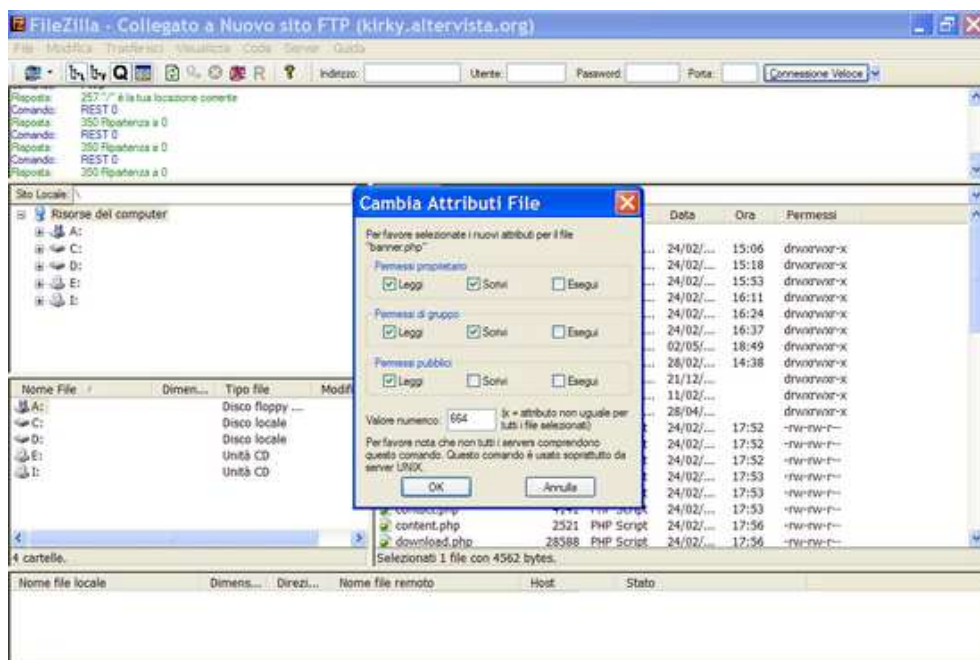 FileZilla - Collegato a Nuovo sito FTP (kirky.altervista.org)
File Modifica Trasferisci Visualizza Coda Server Guida
Indirizzo: Utente: Password: Porta: Connessione Veloce
Risposta: 257 "/" è la tua locazione corrente
Comando: REST 0
Risposta: 350 Ripartenza a 0
Comando: REST 0
Risposta: 350 Ripartenza a 0
Comando: REST 0
Risposta: 350 Ripartenza a 0
Sito Locale: \
Risorse del computer
A:
C:
D:
E:
I:
Nome File Dimen... Tipo file
A: Disco floppy ...
C: Disco locale
D: Disco locale
E: Unità CD
I: Unità CD
4 cartelle.
Cambia Attributi File
Per favore selezionate i nuovi attributi per il file
"banner.php"
Permessi proprietario
Leggi Scrivi Esegui
Permessi di gruppo
Leggi Scrivi Esegui
Permessi pubblici
Leggi Scrivi Esegui
Valore numerico: 664 (x = attributo non uguale per
tutti i file selezionati)
Per favore nota che non tutti i servers comprendono
questo comando. Questo comando è usato soprattutto da
server UNIX.
OK Annulla
Data Ora Permessi
24/02/... 15:06 drwxrwxr-x
24/02/... 15:18 drwxrwxr-x
24/02/... 15:53 drwxrwxr-x
24/02/... 16:11 drwxrwxr-x
24/02/... 16:24 drwxrwxr-x
24/02/... 16:37 drwxrwxr-x
02/05/... 18:49 drwxrwxr-x
28/02/... 14:38 drwxrwxr-x
21/12/... drwxrwxr-x
11/02/... drwxrwxr-x
28/04/... drwxrwxr-x
24/02/... 17:52 -rw-rw-r--
24/02/... 17:52 -rw-rw-r--
24/02/... 17:52 -rw-rw-r--
24/02/... 17:53 -rw-rw-r--
24/02/... 17:53 -rw-rw-r--
24/02/... 17:53 -rw-rw-r--
content.php 2521 PHP Script 24/02/... 17:56 -rw-rw-r--
download.php 28588 PHP Script 24/02/... 17:56 -rw-rw-r--
Selezionati 1 file con 4562 bytes.
Nome file locale Dimens... Direzi... Nome file remoto Host Stato